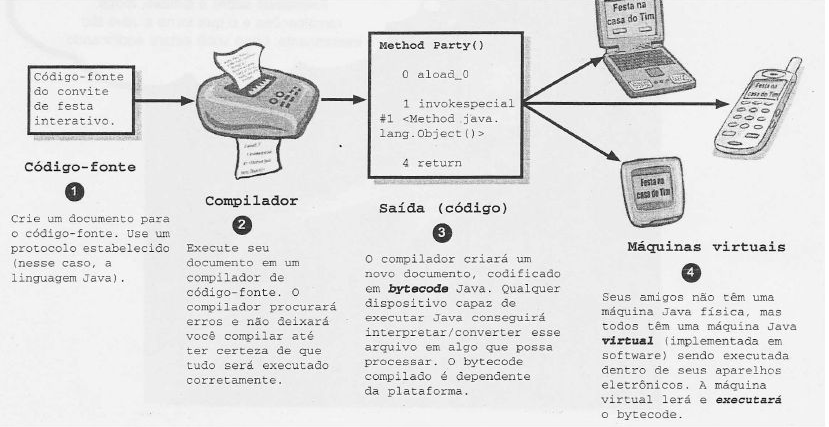 Código-fonte
do convite
de festa
interativo.
Código-fonte
1
Crie um documento para
o código-fonte. Use um
protocolo estabelecido
(nesse caso, a
linguagem Java).
Compilador
2
Execute seu
documento em um
compilador de
código-fonte. O
compilador procurará
erros e não deixará
você compilar até
ter certeza de que
tudo será executado
corretamente.
Method Party()
0 aload_0
1 invokespecial
#1 <Method java.
lang.Object()>
4 return
Saída (código)
3
O compilador criará um
novo documento, codificado
em bytecode Java. Qualquer
dispositivo capaz de
executar Java conseguirá
interpretar/converter esse
arquivo em algo que possa
processar. O bytecode
compilado é dependente
da plataforma.
Festa na
casa do Tim
Festa na
casa do Tim
Festa na
casa do Tim
Máquinas virtuais
4
Seus amigos não têm uma
máquina Java física, mas
todos têm uma máquina Java
virtual (implementada em
software) sendo executada
dentro de seus aparelhos
eletrônicos. A máquina
virtual lerá e executará
o bytecode.